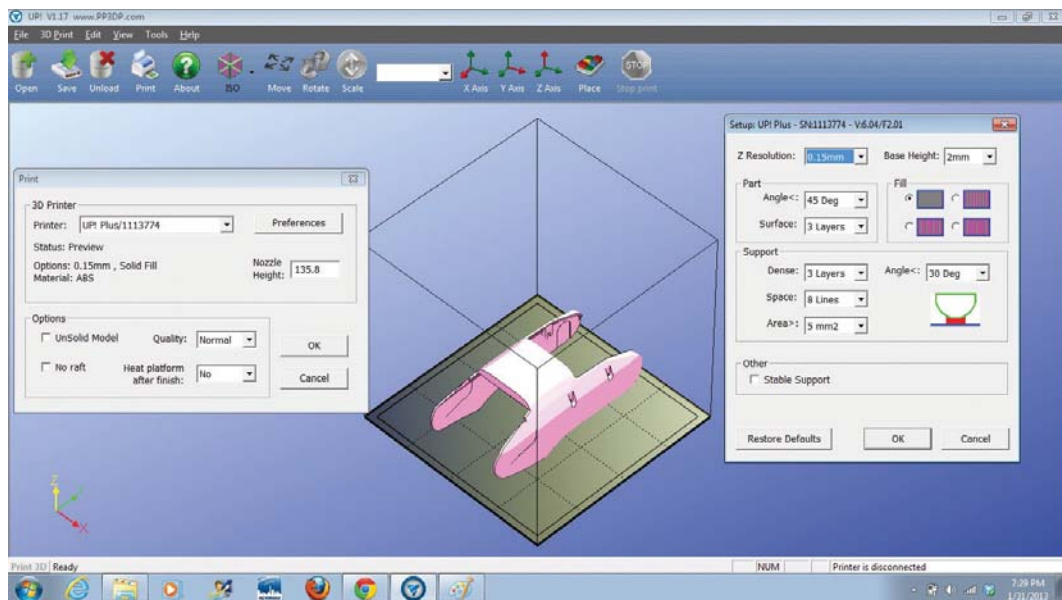 UP! V1.17 www.PP3DP.com
File 3D Print Edit View Tools Help
Open Save Unload Print About ISO Move Rotate Scale X Axis Y Axis Z Axis Place Stop print
STOP
Print
3D Printer
Printer: UP! Plus/1113774 Preferences
Status: Preview
Options: 0.15mm , Solid Fill
Material: ABS
Nozzle
Height: 135.8
Options
UnSolid Model Quality: Normal OK
No raft Heat platform
after finish: No Cancel
Setup: UP! Plus - SN:1113774 - V:6.04/F2.01
Z Resolution: 0.15mm Base Height: 2mm
Part Fill
Angle<: 45 Deg
Surface: 3 Layers
Support
Dense: 3 Layers Angle<: 30 Deg
Space: 8 Lines
Area>: 5 mm2
Other
Stable Support
Restore Defaults OK Cancel
Z
X
Print 3D Ready NUM Printer is disconnected
7:29 PM
1/31/2013